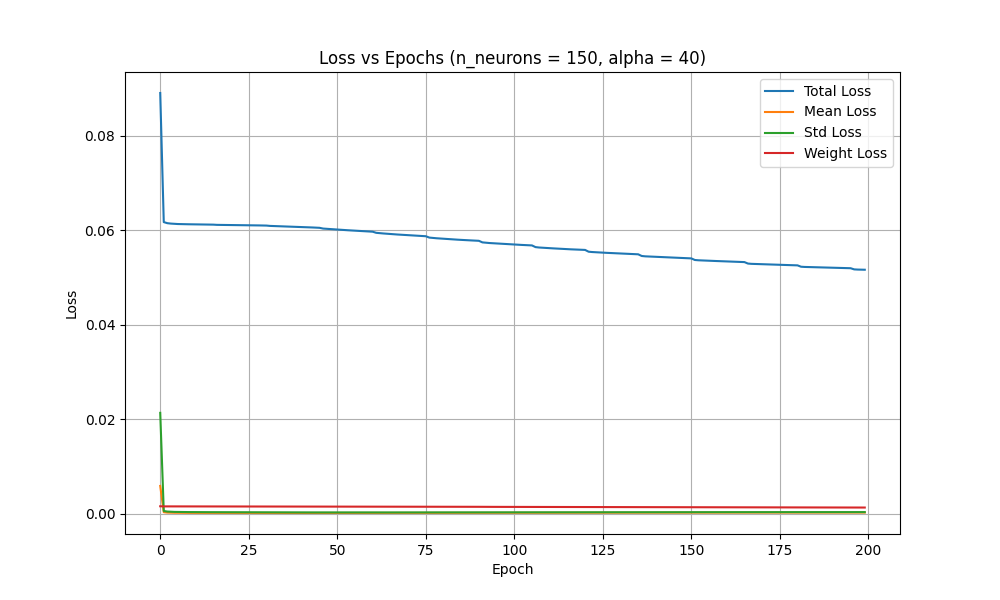 Loss vs Epochs (n_neurons = 150, alpha = 40)
Total Loss
Mean Loss
Std Loss
Weight Loss
Loss
0.08
0.06
0.04
0.02
0.00
0 25 50 75 100 125 150 175 200
Epoch